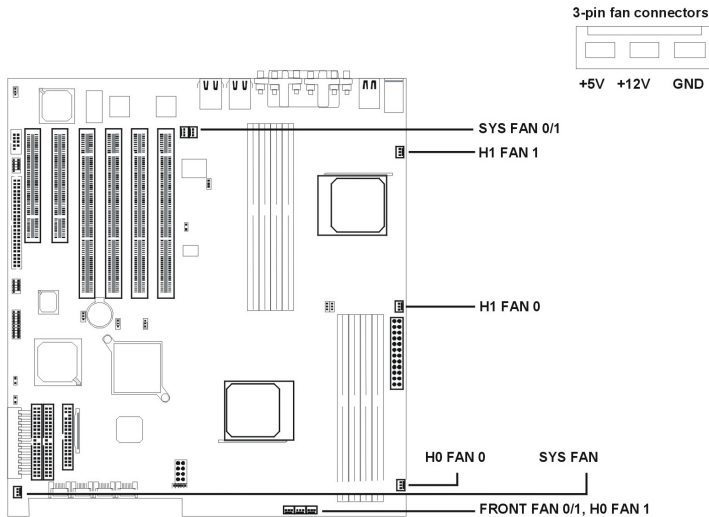 3-pin fan connectors
+5V +12V GND
SYS FAN 0/1
H1 FAN 1
H1 FAN 0
H0 FAN 0 SYS FAN
FRONT FAN 0/1, H0 FAN 1